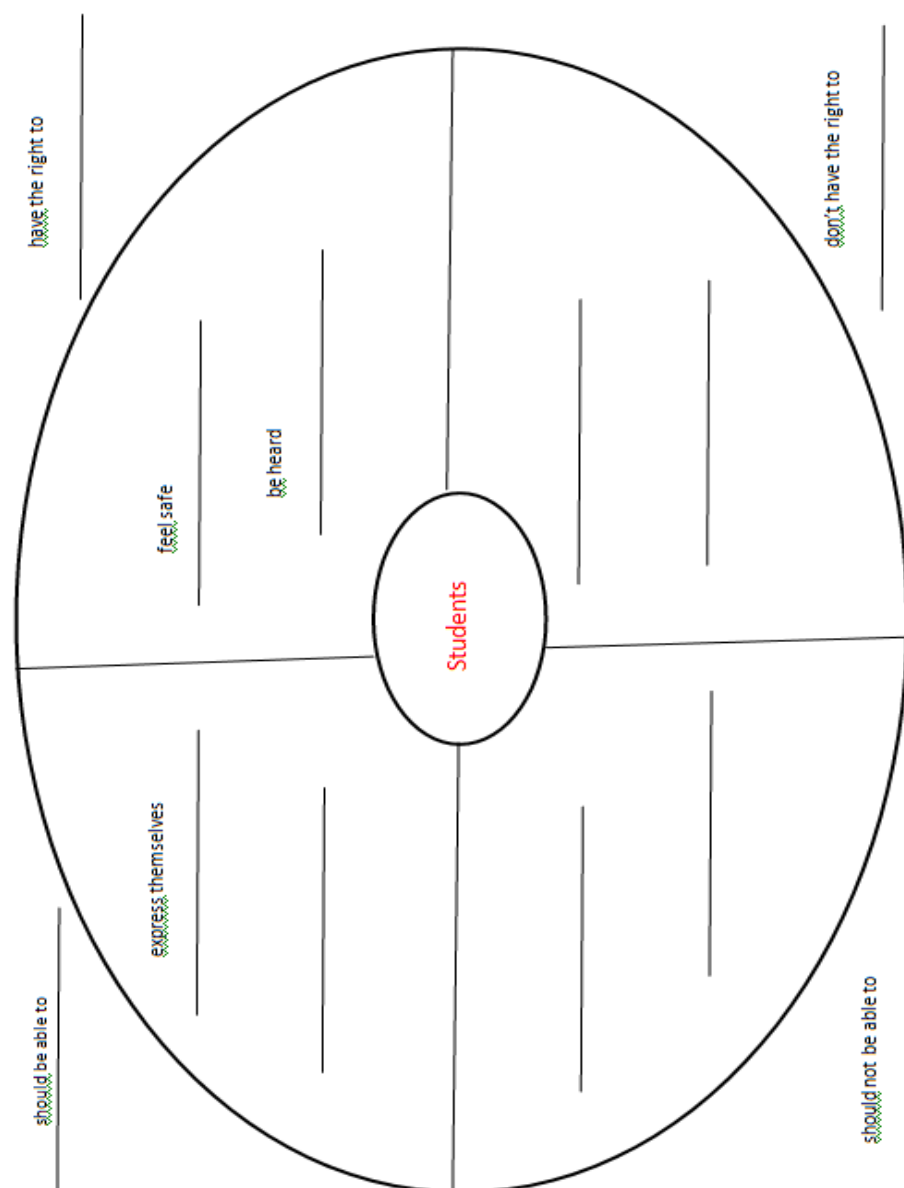 should be able to
have the right to
express themselves
feel safe
be heard
Students
should not be able to
don't have the right to